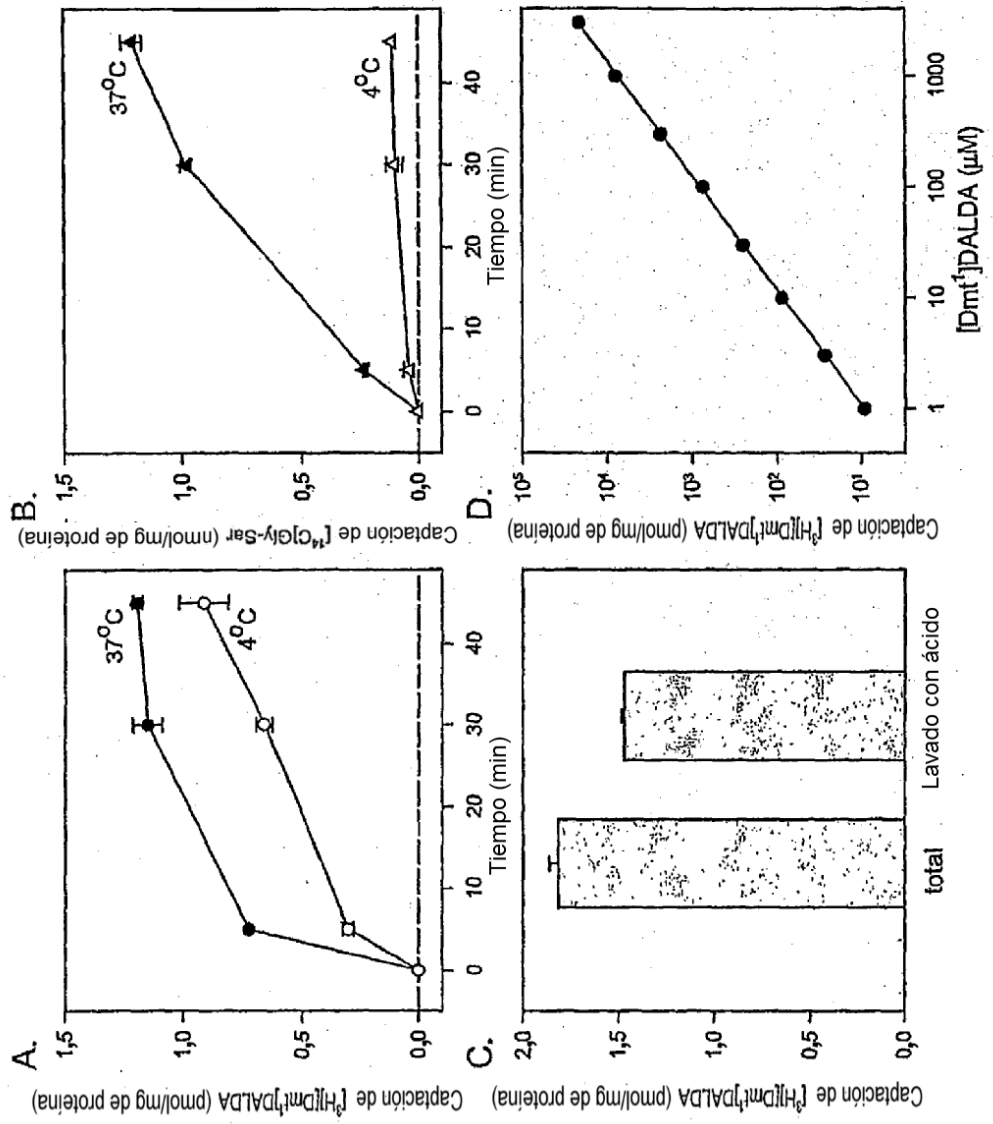 A.
Captación de [³H][Dmt¹]DALDA (pmol/mg de proteína)
1,5
1,0
0,5
0,0
37°C
4°C
0 10 20 30 40
Tiempo (min)
B.
Captación de [¹⁴C]Gly-Sar (nmol/mg de proteína)
1,5
1,0
0,5
0,0
37°C
4°C
0 10 20 30 40
Tiempo (min)
C.
Captación de [³H][Dmt¹]DALDA (pmol/mg de proteína)
2,0
1,5
1,0
0,5
0,0
total
Lavado con ácido
D.
Captación de [³H][Dmt¹]DALDA (pmol/mg de proteína)
10⁵
10⁴
10³
10²
10¹
1 10 100 1000
[Dmt¹]DALDA (µM)